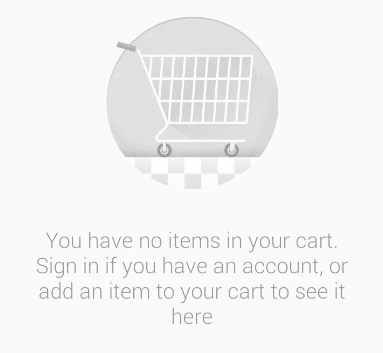 You have no items in your cart.
Sign in if you have an account, or
add an item to your cart to see it
here